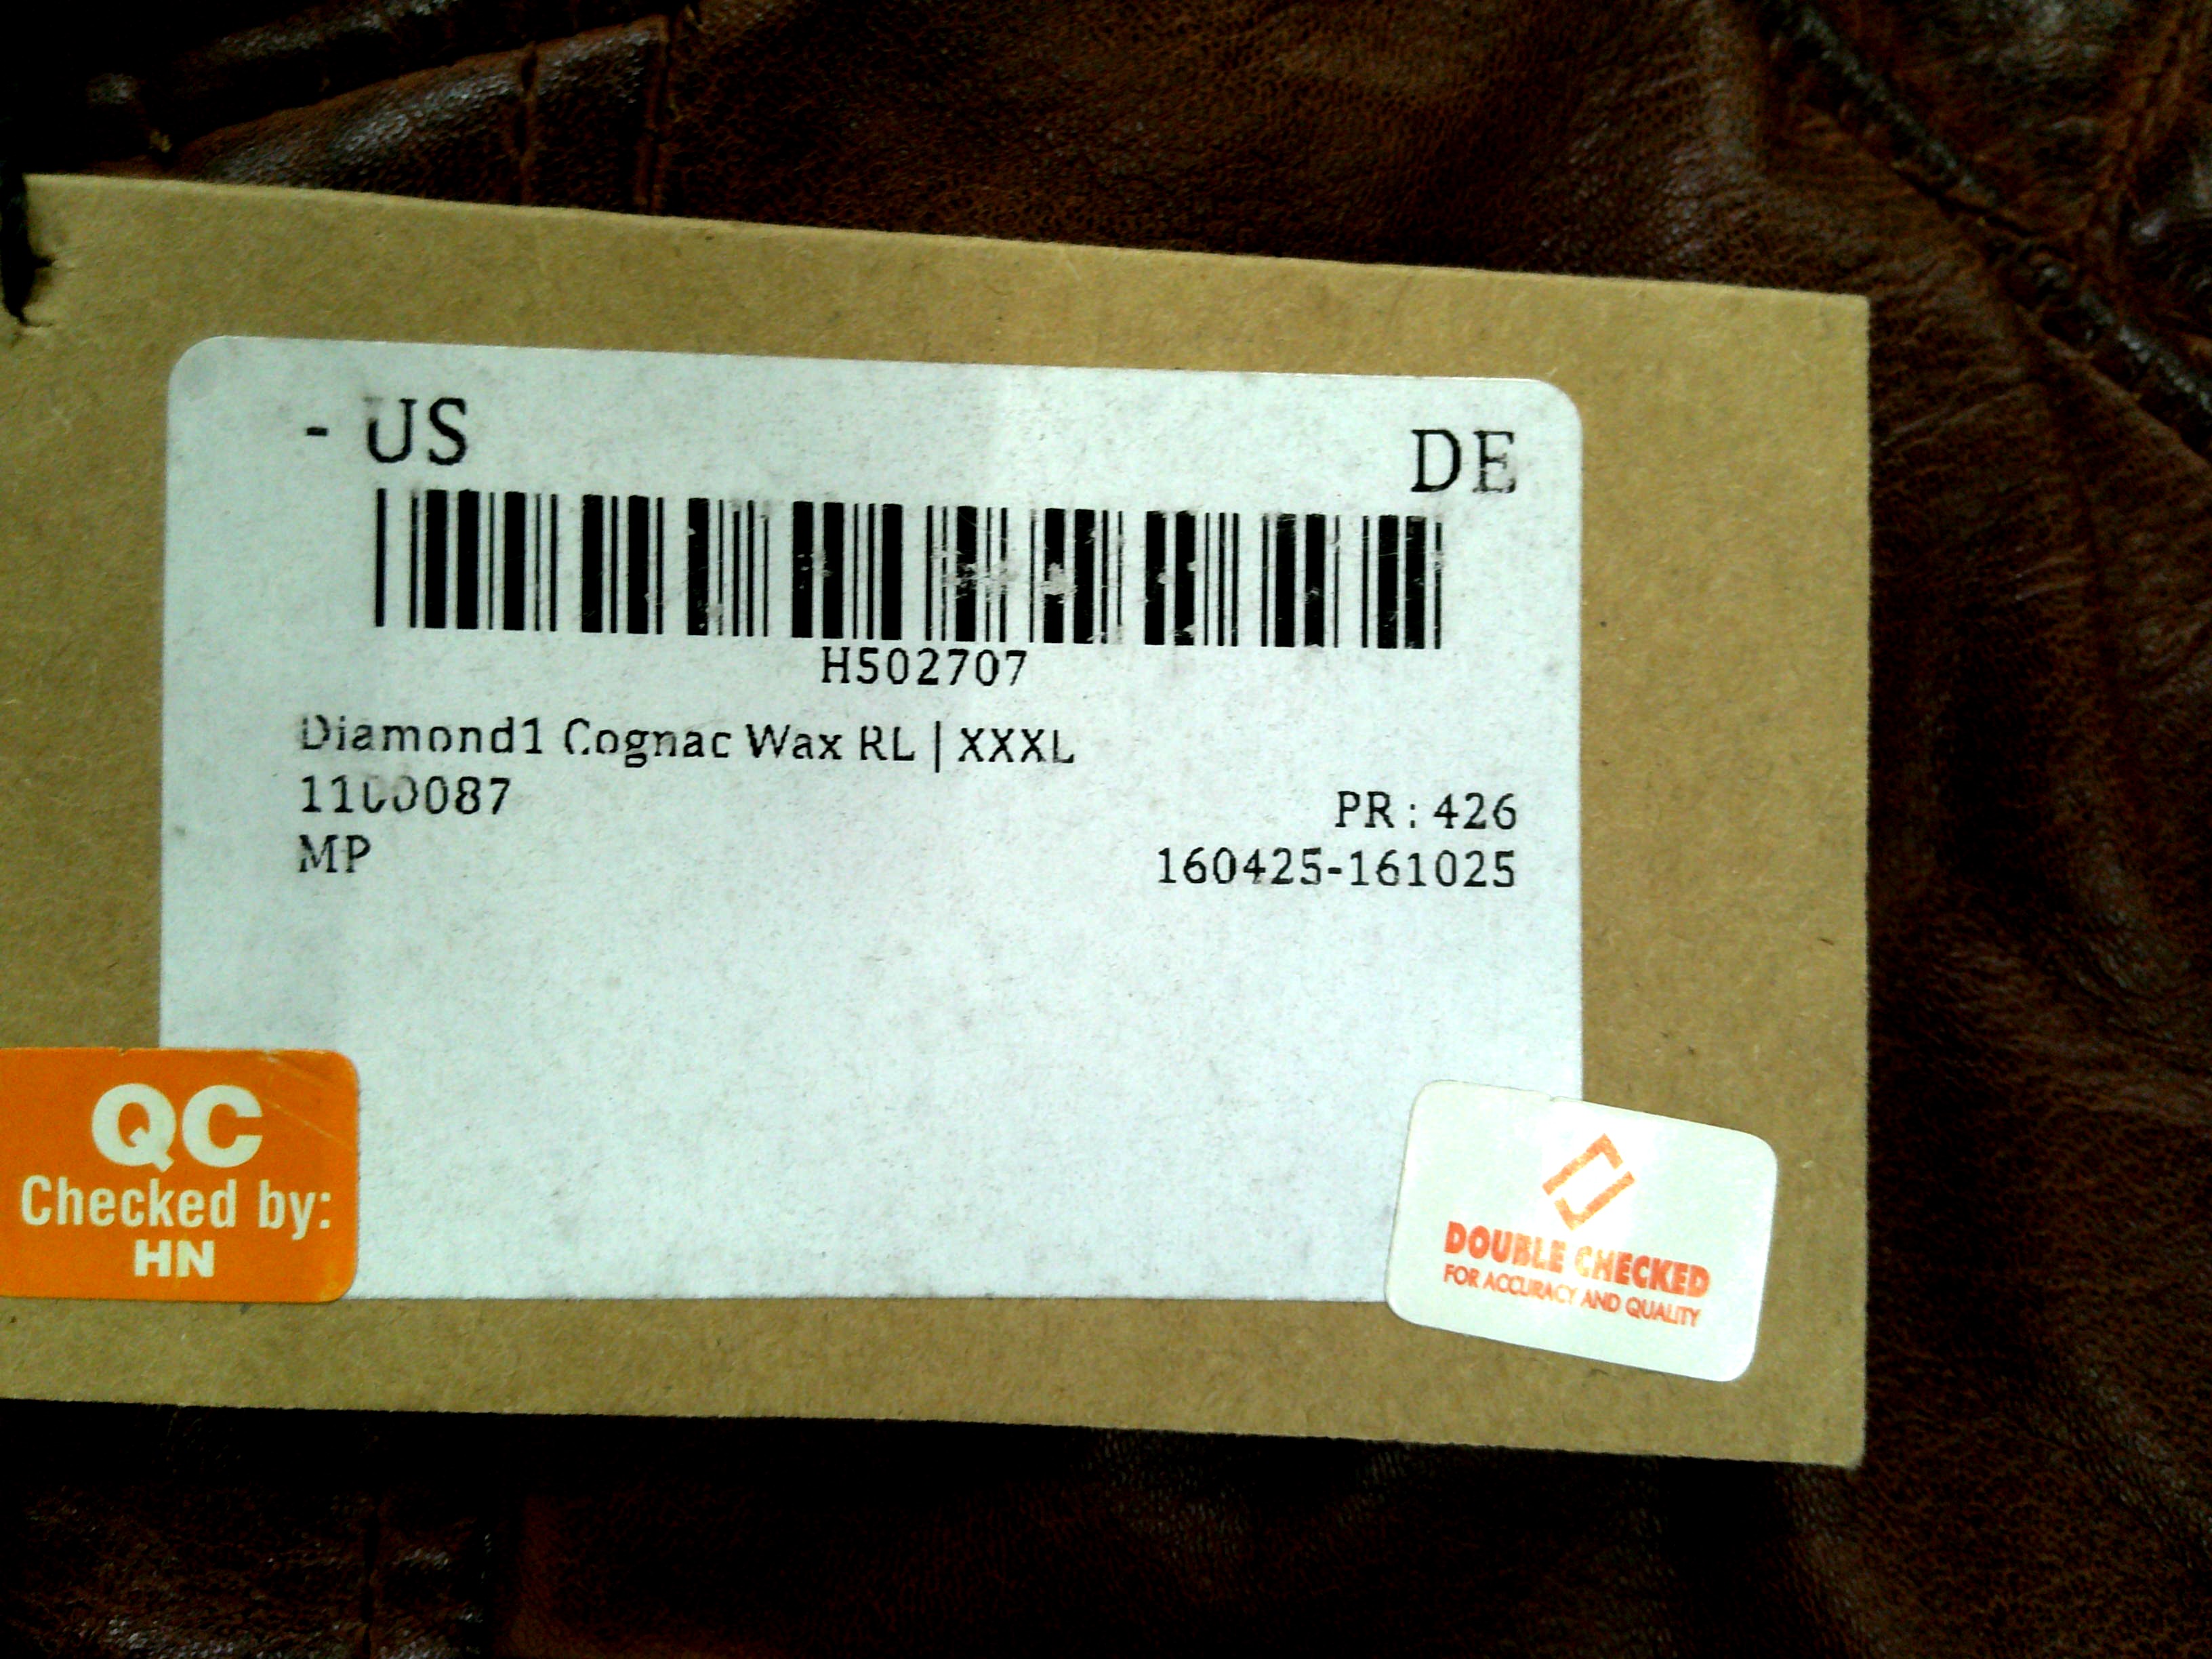 - US DE
H502707
Diamond1 Cognac Wax RL | XXXL
1100087 PR : 426
MP 160425-161025
QC
Checked by:
HN
DOUBLE CHECKED
FOR ACCURACY AND QUALITY